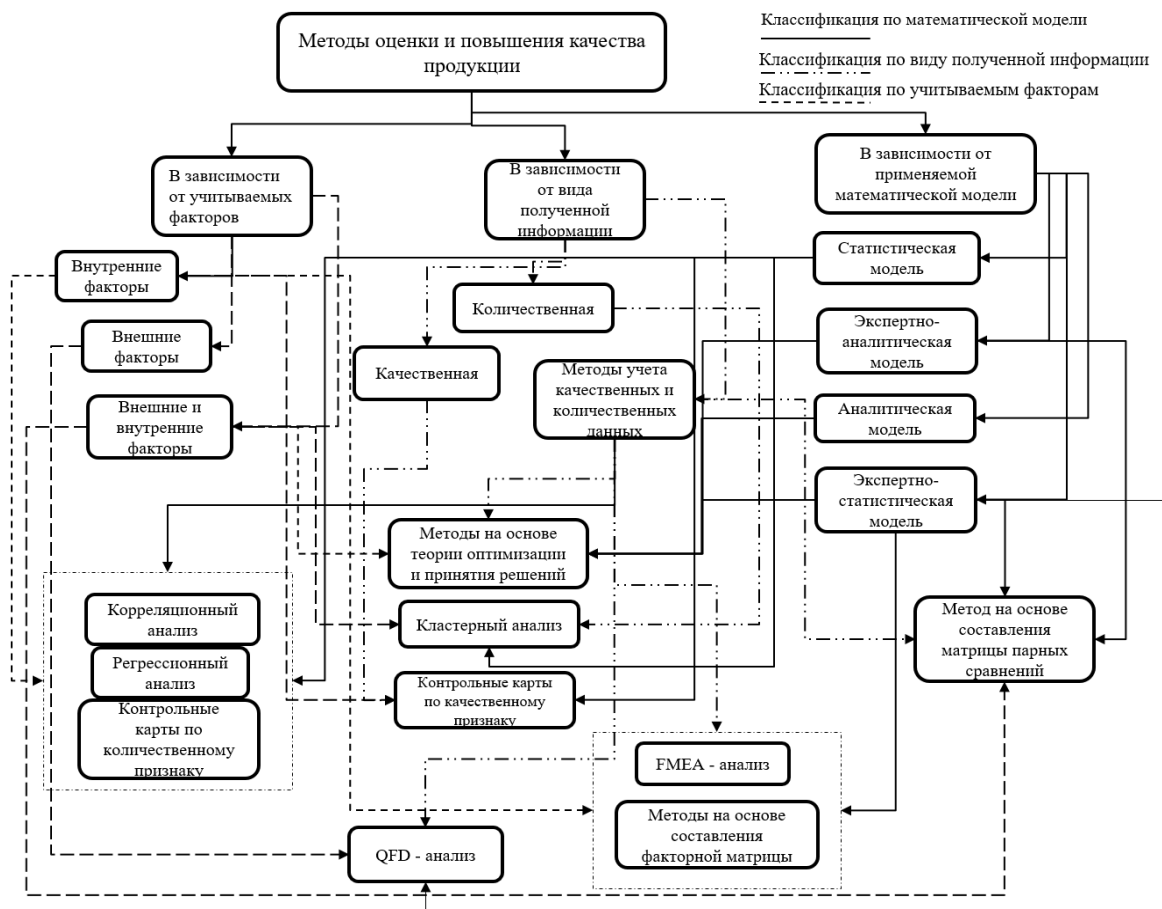 Методы оценки и повышения качества
продукции
Классификация по математической модели
Классификация по виду полученной информации
Классификация по учитываемым факторам
В зависимости
от учитываемых
факторов
В зависимости
от вида
полученной
информации
В зависимости от
применяемой
математической модели
Внутренние
факторы
Внешние
факторы
Внешние и
внутренние
факторы
Количественная
Качественная
Методы учета
качественных и
количественных
данных
Статистическая
модель
Экспертно-
аналитическая
модель
Аналитическая
модель
Экспертно-
статистическая
модель
Методы на основе
теории оптимизации
и принятия решений
Кластерный анализ
Контрольные карты
по качественному
признаку
Метод на основе
составления
матрицы парных
сравнений
Корреляционный
анализ
Регрессионный
анализ
Контрольные
карты по
количественному
признаку
FMEA - анализ
Методы на основе
составления
факторной матрицы
QFD - анализ